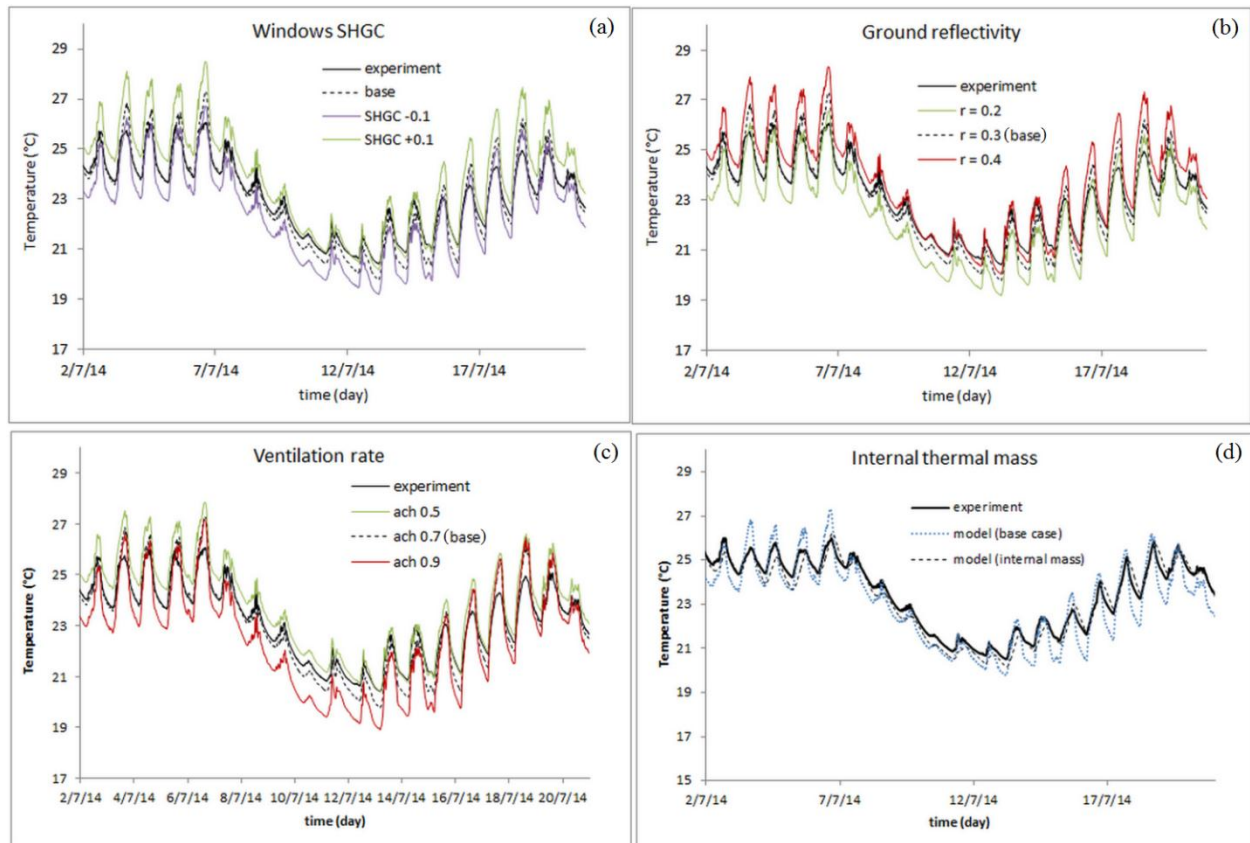 Windows SHGC
(a)
experiment
base
SHGC -0.1
SHGC +0.1
Temperature (°C)
29
27
25
23
21
19
17
2/7/14 7/7/14 12/7/14 17/7/14
time (day)
Ground reflectivity
(b)
experiment
r = 0.2
r = 0.3 (base)
r = 0.4
Temperature (°C)
29
27
25
23
21
19
17
2/7/14 7/7/14 12/7/14 17/7/14
time (day)
Ventilation rate
(c)
experiment
ach 0.5
ach 0.7 (base)
ach 0.9
Temperature (°C)
29
27
25
23
21
19
17
2/7/14 4/7/14 6/7/14 8/7/14 10/7/14 12/7/14 14/7/14 16/7/14 18/7/14 20/7/14
time (day)
Internal thermal mass
(d)
experiment
model (base case)
model (internal mass)
Temperature (°C)
29
27
25
23
21
19
17
15
2/7/14 7/7/14 12/7/14 17/7/14
time (day)